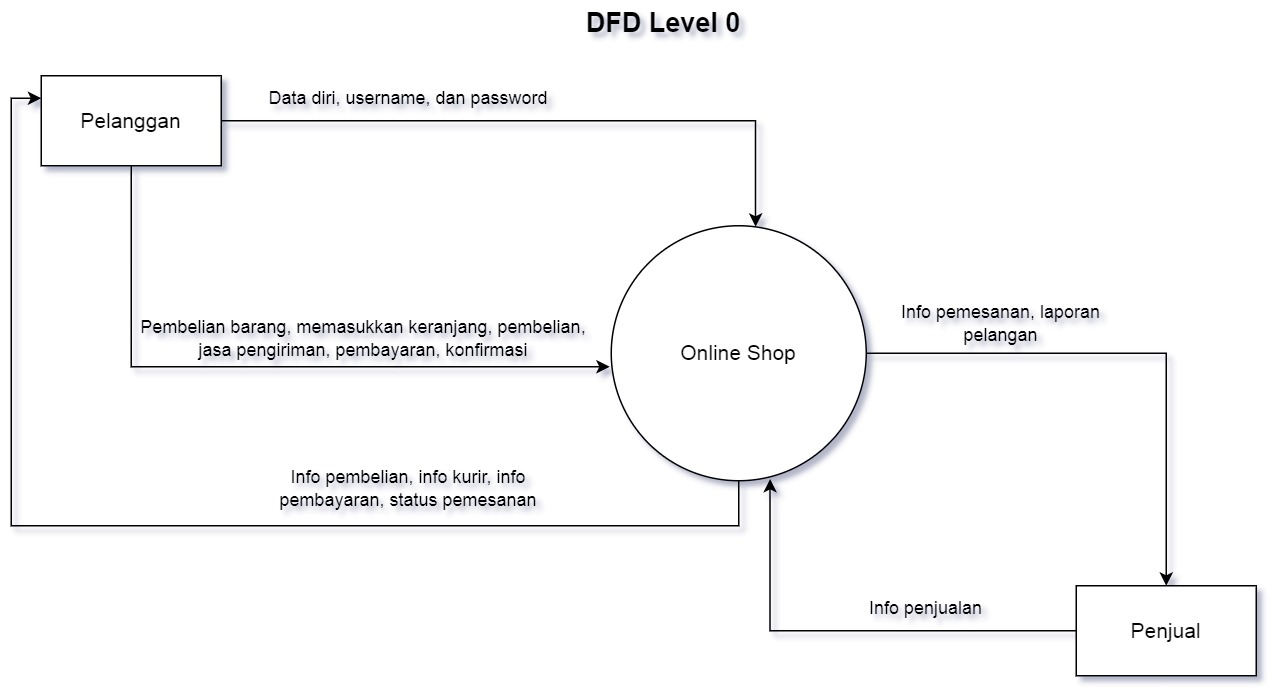 DFD Level 0
Pelanggan
Data diri, username, dan password
Pembelian barang, memasukkan keranjang, pembelian,
jasa pengiriman, pembayaran, konfirmasi
Online Shop
Info pemesanan, laporan
pelangan
Info pembelian, info kurir, info
pembayaran, status pemesanan
Info penjualan
Penjual